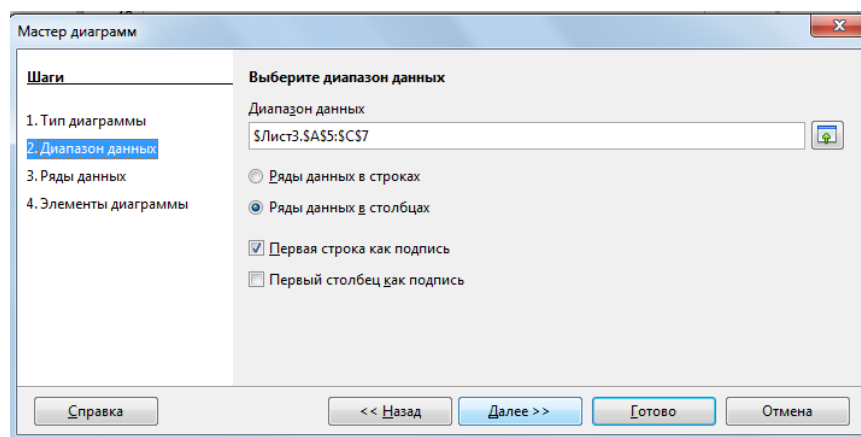 Мастер диаграмм
Шаги
1. Тип диаграммы
2. Диапазон данных
3. Ряды данных
4. Элементы диаграммы
Выберите диапазон данных
Диапазон данных
$Лист3.$A$5:$C$7
Ряды данных в строках
Ряды данных в столбцах
Первая строка как подпись
Первый столбец как подпись
Справка
<< Назад
Далее >>
Готово
Отмена